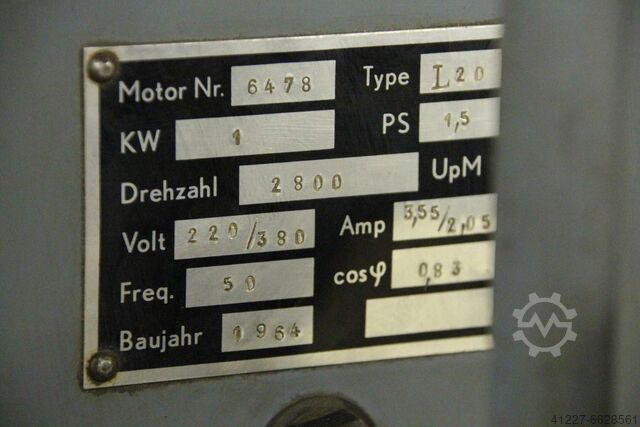 Motor Nr. 6478 Type L20
KW 1 PS 1,5
Drehzahl 2800 UpM
Volt 220/380 Amp 3,55/2,05
Freq. 50 cosφ 0,83
Baujahr 1964
41227-6628561